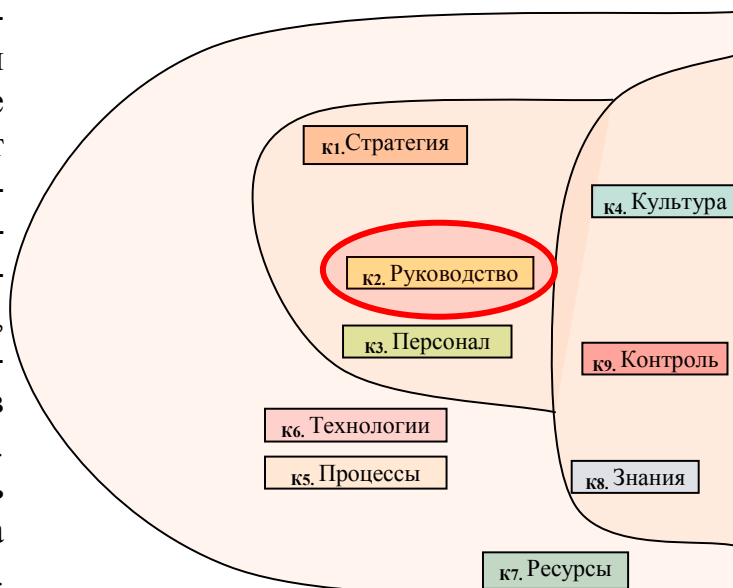 -
е
т
-
-
-
,
-
в
.
ь
а
.
К1.Стратегия
К4. Культура
К2. Руководство
К3. Персонал
К9. Контроль
К6. Технологии
К5. Процессы
К8. Знания
К7. Ресурсы